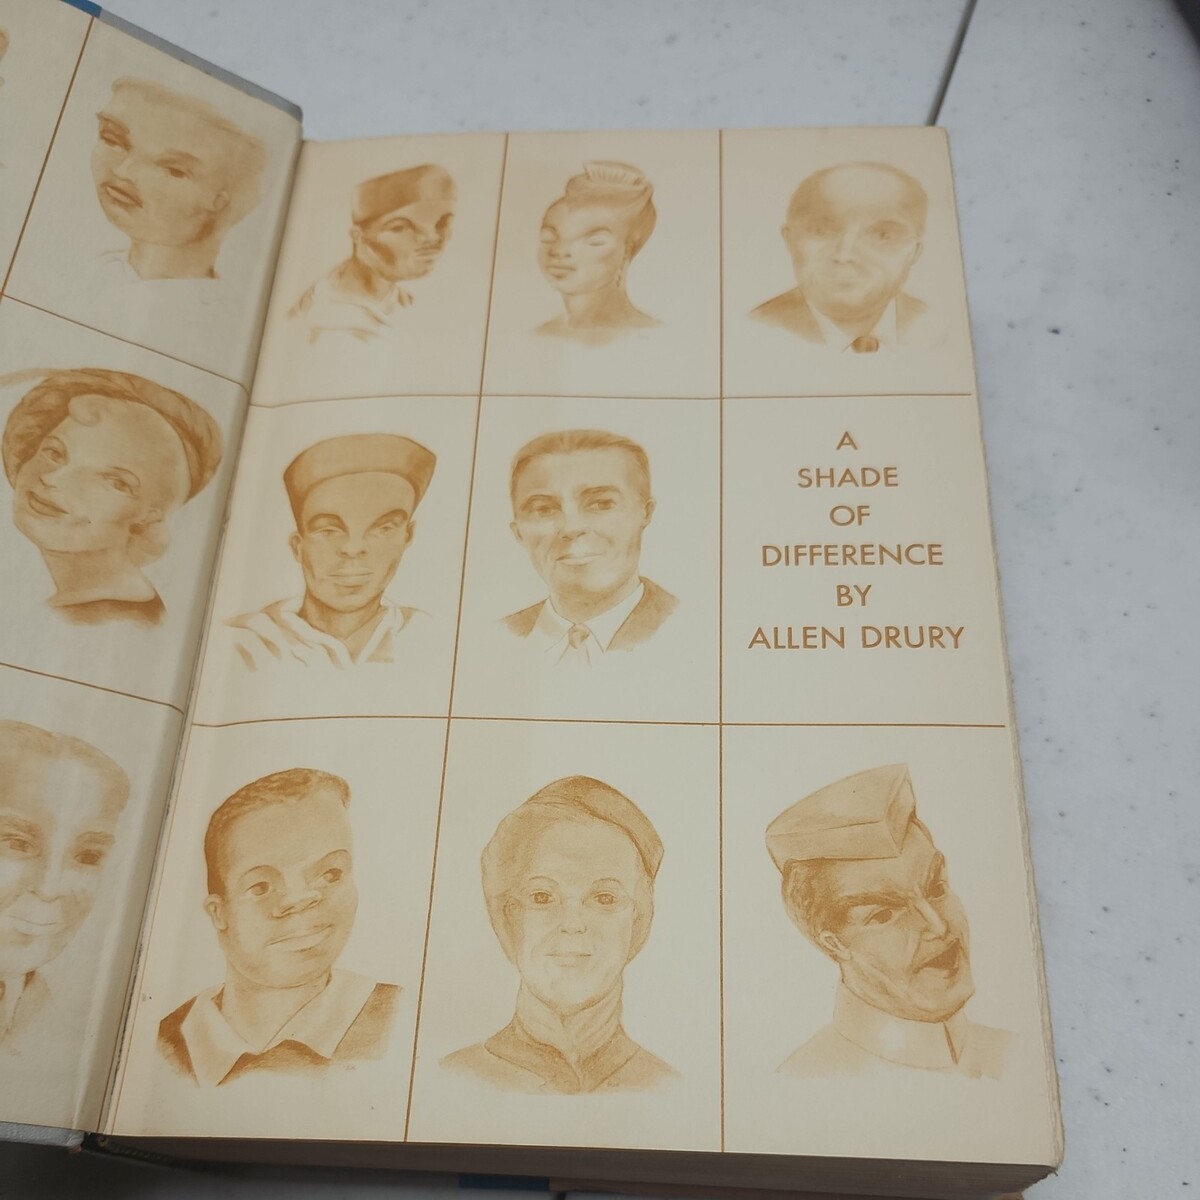 A
SHADE
OF
DIFFERENCE
BY
ALLEN DRURY